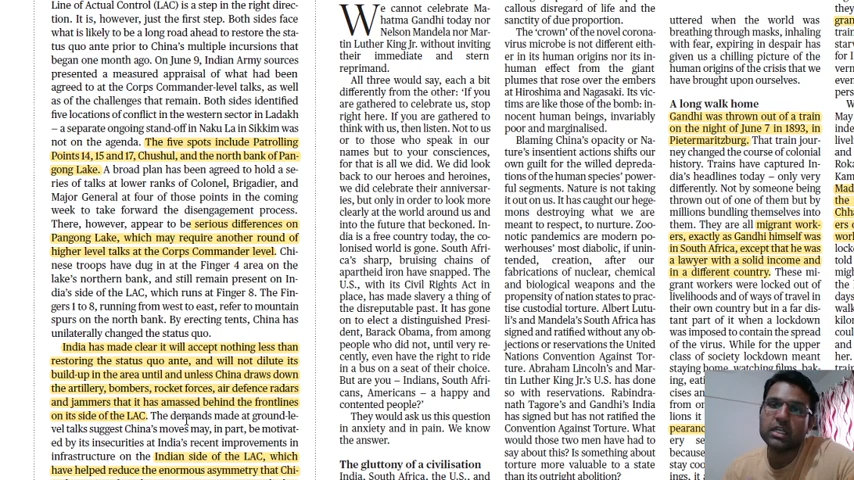 Line of Actual Control (LAC) is a step in the right direc-
tion. It is, however, just the first step. Both sides face
what is likely to be a long road ahead to restore the sta-
tus quo ante prior to China's multiple incursions that
began one month ago. On June 9, Indian Army sources
presented a measured appraisal of what had been
agreed to at the Corps Commander-level talks, as well
as of the challenges that remain. Both sides identified
five locations of conflict in the western sector in Ladakh
– a separate ongoing stand-off in Naku La in Sikkim was
not on the agenda. The five spots include Patrolling
Points 14, 15 and 17, Chushul, and the north bank of Pan-
gong Lake. A broad plan has been agreed to hold a se-
ries of talks at lower ranks of Colonel, Brigadier, and
Major General at four of those points in the coming
week to take forward the disengagement process.
There, however, appear to be serious differences on
Pangong Lake, which may require another round of
higher level talks at the Corps Commander level. Chi-
nese troops have dug in at the Finger 4 area on the
lake's northern bank, and still remain present on In-
dia's side of the LAC, which runs at Finger 8. The Fin-
gers 1 to 8, running from west to east, refer to mountain
spurs on the north bank. By erecting tents, China has
unilaterally changed the status quo.
India has made clear it will accept nothing less than
restoring the status quo ante, and will not dilute its
build-up in the area until and unless China draws down
the artillery, bombers, rocket forces, air defence radars
and jammers that it has amassed behind the frontlines
on its side of the LAC. The demands made at ground-le-
vel talks suggest China's moves may, in part, be motivat-
ed by its insecurities at India's recent improvements in
infrastructure on the Indian side of the LAC, which
have helped reduce the enormous asymmetry that Chi-
We cannot celebrate Ma-
hatma Gandhi today nor
Nelson Mandela nor Mar-
tin Luther King Jr. without inviting
their immediate and stern
reprimand.
All three would say, each a bit
differently from the other: 'If you
are gathered to celebrate us, stop
right here. If you are gathered to
think with us, then listen. Not to us
or to those who speak in our
names but to your consciences,
for that is all we did. We did look
back to our heroes and heroines,
we did celebrate their anniversar-
ies, but only in order to look more
clearly at the world around us and
into the future that beckoned. In-
dia is a free country today, the co-
lonised world is gone. South Afri-
ca's sharp, bruising chains of
apartheid iron have snapped. The
U.S., with its Civil Rights Act in
place, has made slavery a thing of
the disreputable past. It has gone
on to elect a distinguished Presi-
dent, Barack Obama, from among
people who did not, until very re-
cently, even have the right to ride
in a bus on a seat of their choice.
But are you – Indians, South Afri-
cans, Americans – a happy and
contented people?'
They would ask us this question
in anxiety and in pain. We know
the answer.
The gluttony of a civilisation
India, South Africa, the U.S., and
callous disregard of life and the
sanctity of due proportion.
The 'crown' of the novel corona-
virus microbe is not different eith-
er in its human origins nor its in-
human effect from the giant
plumes that rose over the embers
at Hiroshima and Nagasaki. Its vic-
tims are like those of the bomb: in-
nocent human beings, invariably
poor and marginalised.
Blaming China's opacity or Na-
ture's insentient actions shifts our
own guilt for the willed depreda-
tions of the human species' power-
ful segments. Nature is not taking
it out on us. It has caught our hege-
mons destroying what we are
meant to respect, to nurture. Zoo-
notic pandemics are modern po-
werhouses' most diabolic, if unin-
tended, creation, after our
fabrications of nuclear, chemical
and biological weapons and the
propensity of nation states to prac-
tise custodial torture. Albert Lutu-
li's and Mandela's South Africa has
signed and ratified without any ob-
jections or reservations the United
Nations Convention Against Tor-
ture. Abraham Lincoln's and Mar-
tin Luther King Jr.'s U.S. has done
so with reservations. Rabindra-
nath Tagore's and Gandhi's India
has signed but has not ratified the
Convention Against Torture. What
would those two men have had to
say about this? Is something about
torture more valuable to a state
than its outright abolition?
uttered when the world was
breathing through masks, inhaling
with fear, expiring in despair has
given us a chilling picture of the
human origins of the crisis that we
have brought upon ourselves.
A long walk home
Gandhi was thrown out of a train
on the night of June 7 in 1893, in
Pietermaritzburg. That train jour-
ney changed the course of colonial
history. Trains have captured In-
dia's headlines today – only very
differently. Not by someone being
thrown out of one of them but by
millions bundling themselves into
them. They are all migrant work-
ers, exactly as Gandhi himself was
in South Africa, except that he was
a lawyer with a solid income and
in a different country. These mi-
grant workers were locked out of
livelihoods and of ways of travel in
their own country but in a far dis-
tant part of it when a lockdown
was imposed to contain the spread
of the virus. While for the upper
class of society lockdown meant
staying home, watching films, bak-